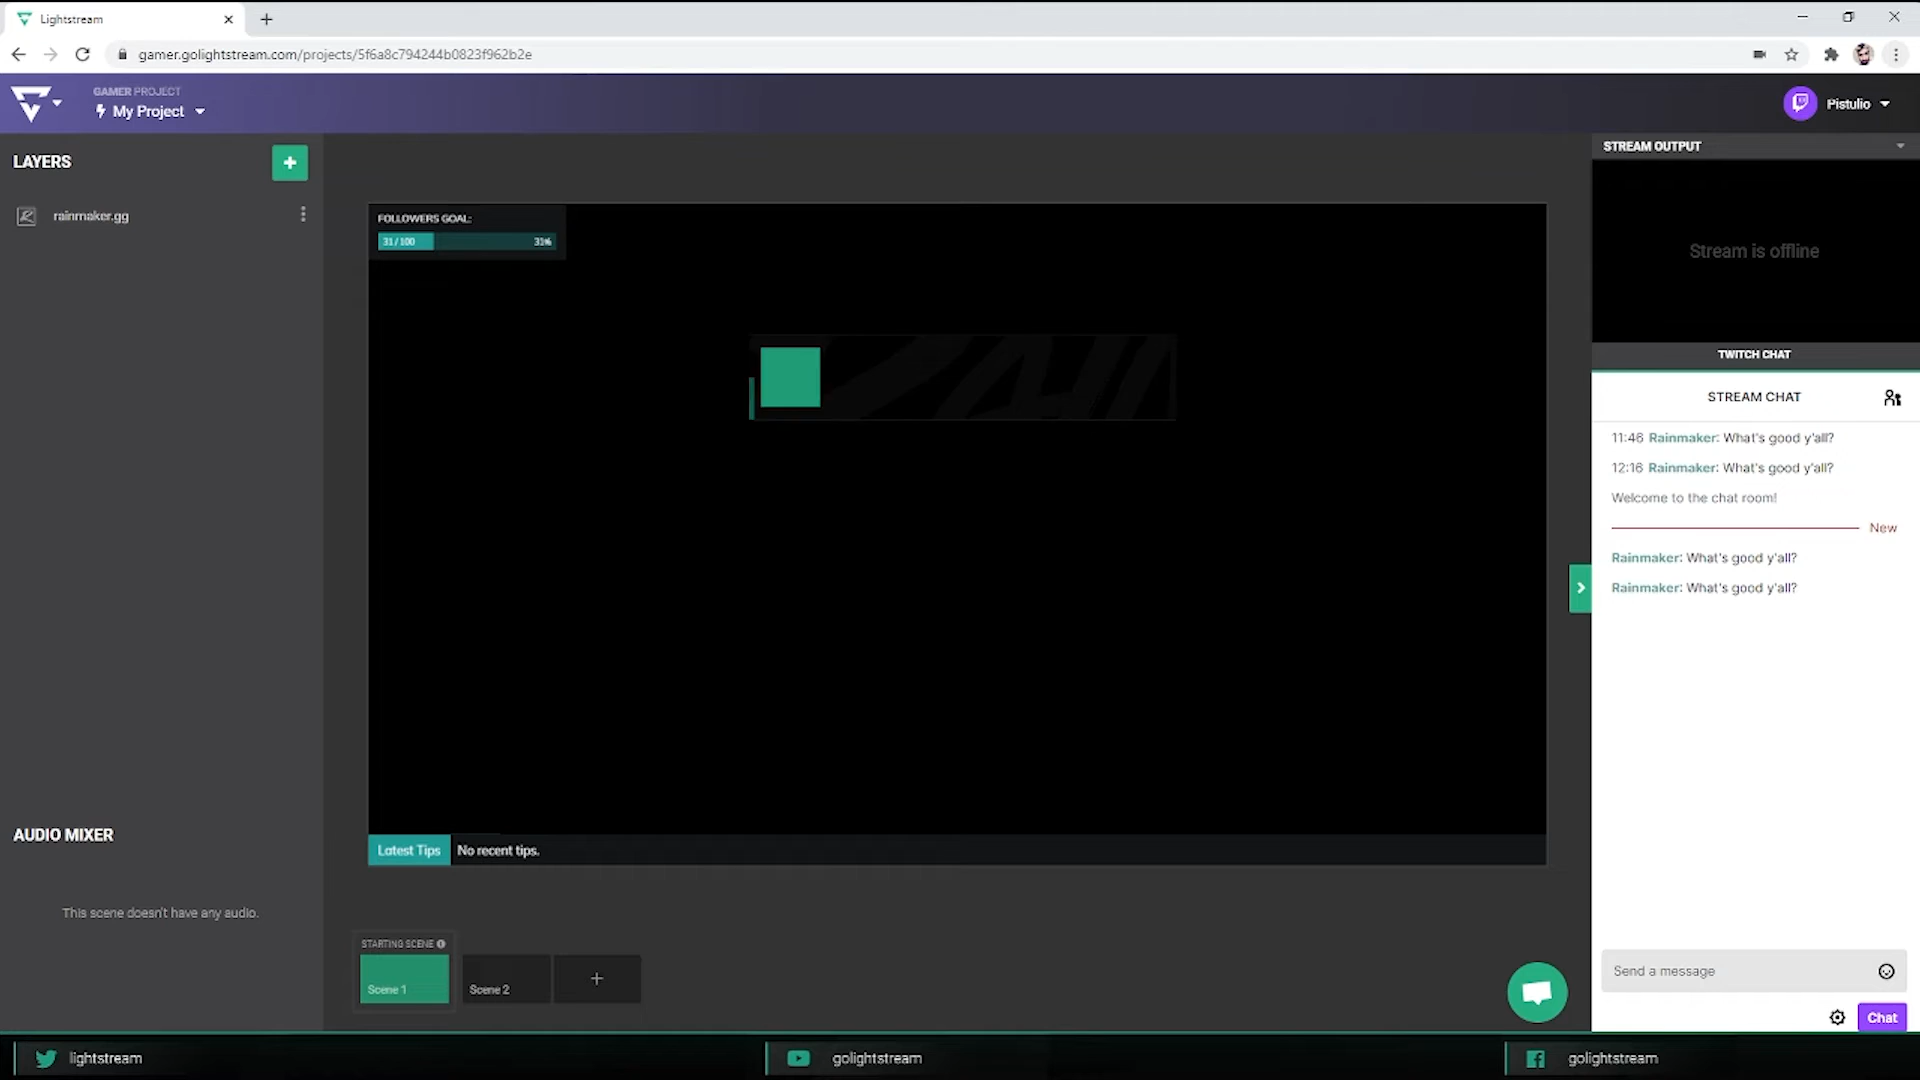 Lightstream
gamer.golightstream.com/projects/5f6a8c794244b0823f962b2e
GAMER PROJECT
My Project
Pistulio
LAYERS
rainmaker.gg
FOLLOWERS GOAL:
31/100
31%
Latest Tips
No recent tips.
AUDIO MIXER
This scene doesn't have any audio.
STARTING SCENE
Scene 1
Scene 2
STREAM OUTPUT
Stream is offline
TWITCH CHAT
STREAM CHAT
11:46 Rainmaker: What's good y'all?
12:16 Rainmaker: What's good y'all?
Welcome to the chat room!
New
Rainmaker: What's good y'all?
Rainmaker: What's good y'all?
Send a message
Chat
lightstream
golightstream
golightstream